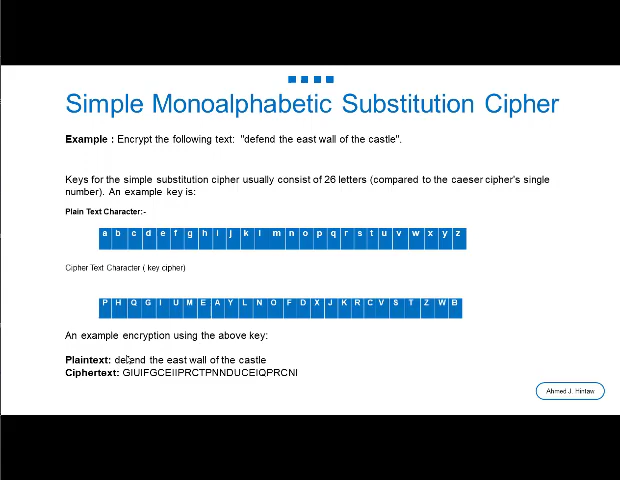 Simple Monoalphabetic Substitution Cipher
Example : Encrypt the following text: "defend the east wall of the castle".
Keys for the simple substitution cipher usually consist of 26 letters (compared to the caeser cipher's single
number). An example key is:
Plain Text Character:-
a b c d e f g h i j k l m n o p q r s t u v w x y z
Cipher Text Character ( key cipher)
P H Q G I U M E A Y L N O F D X J K R C V S T Z W B
An example encryption using the above key:
Plaintext: defend the east wall of the castle
Ciphertext: GIUIFGCEIIPRCTPNNDUCEIQPRCNI
Ahmed J. Hintaw